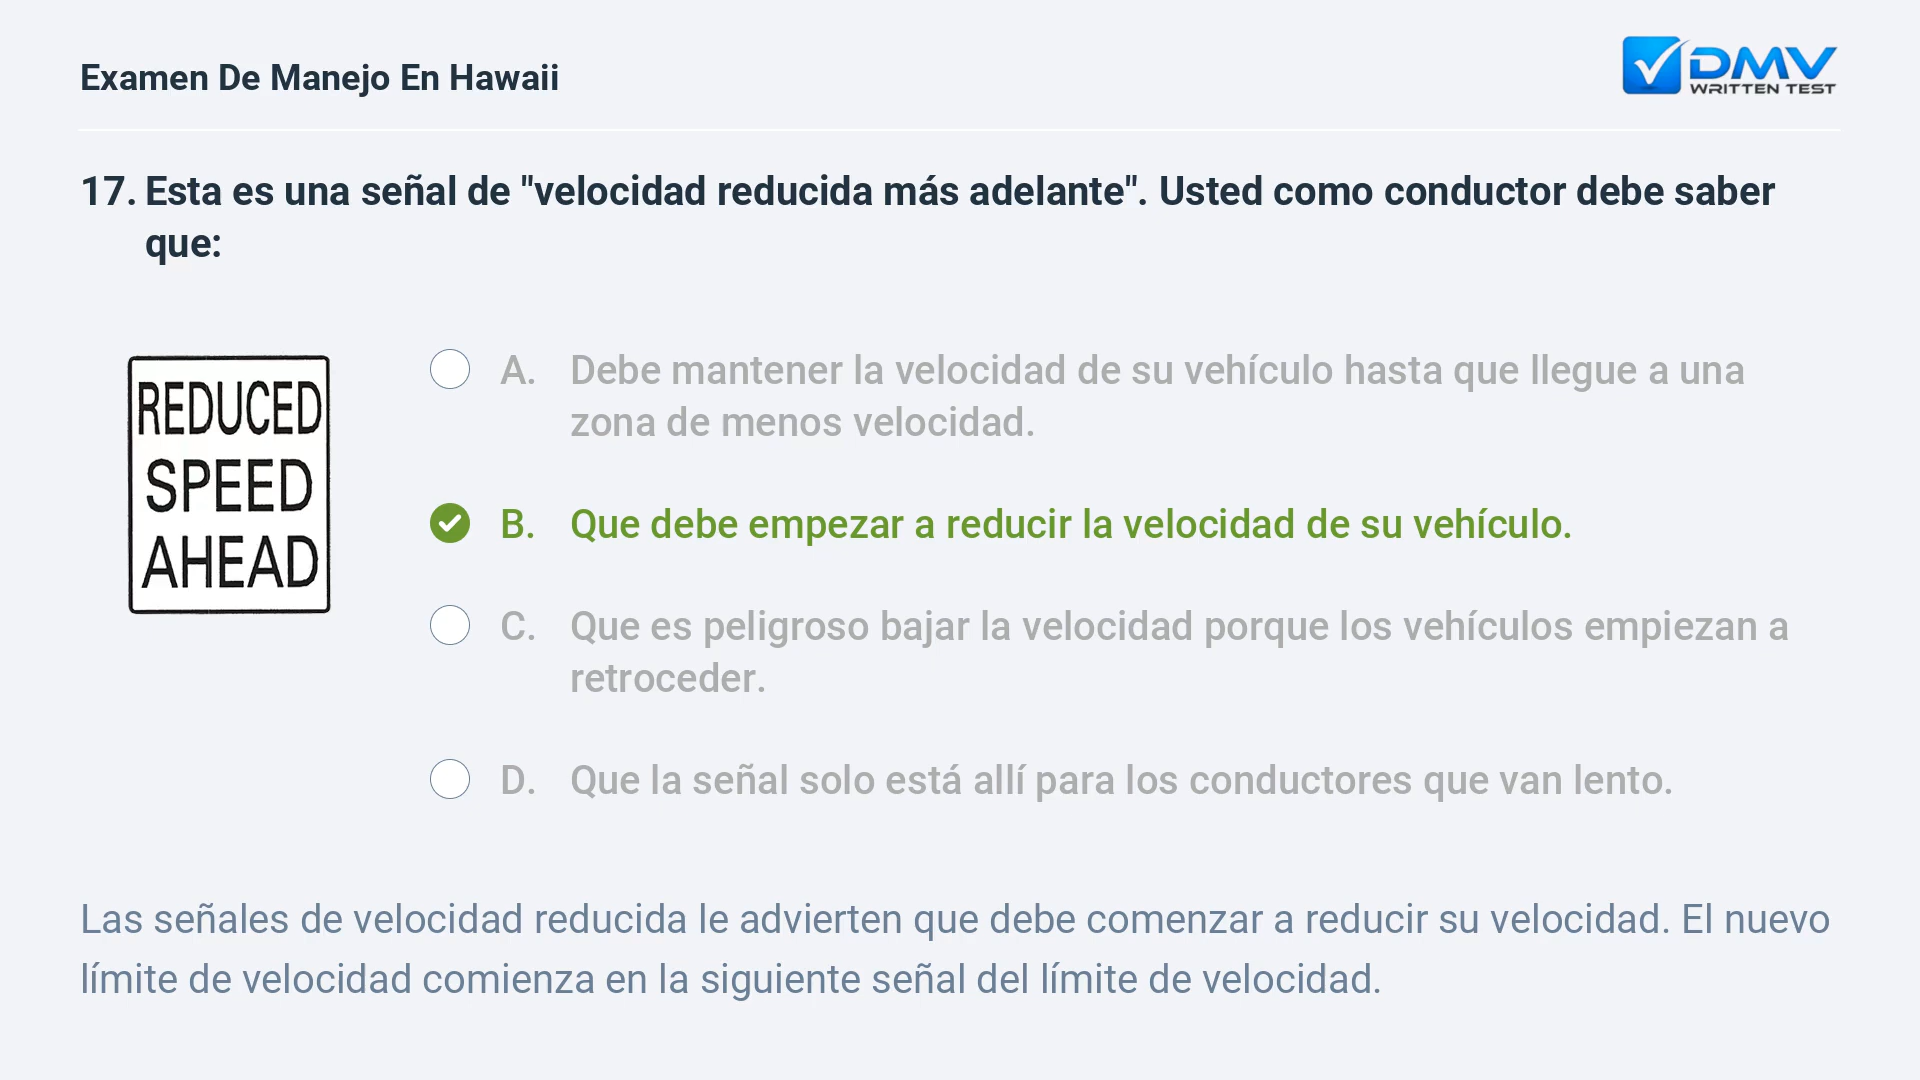 Examen De Manejo En Hawaii
DMV
WRITTEN TEST
17. Esta es una señal de "velocidad reducida más adelante". Usted como conductor debe saber
que:
REDUCED
SPEED
AHEAD
A. Debe mantener la velocidad de su vehículo hasta que llegue a una
zona de menos velocidad.
B. Que debe empezar a reducir la velocidad de su vehículo.
C. Que es peligroso bajar la velocidad porque los vehículos empiezan a
retroceder.
D. Que la señal solo está allí para los conductores que van lento.
Las señales de velocidad reducida le advierten que debe comenzar a reducir su velocidad. El nuevo
límite de velocidad comienza en la siguiente señal del límite de velocidad.